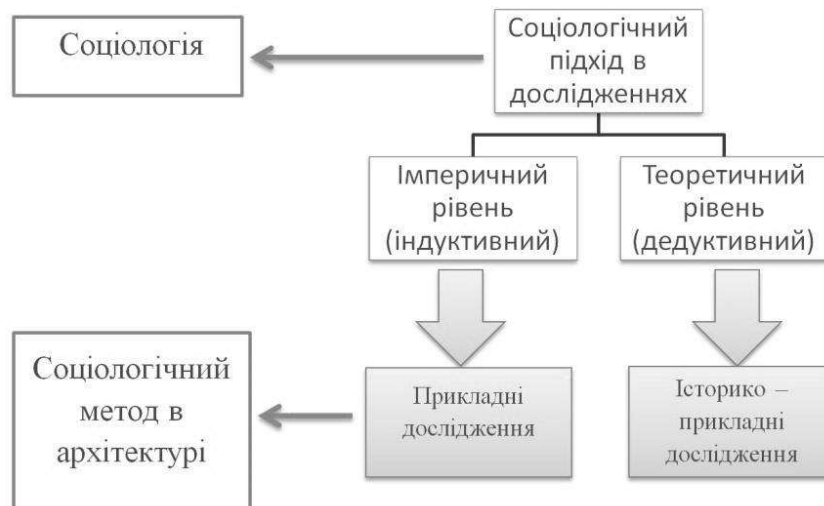 Соціологія
Соціологічний
підхід в
дослідженнях
Імперичний
рівень
(індуктивний)
Теоретичний
рівень
(дедуктивний)
Соціологічний
метод в
архітектурі
Прикладні
дослідження
Історико –
прикладні
дослідження